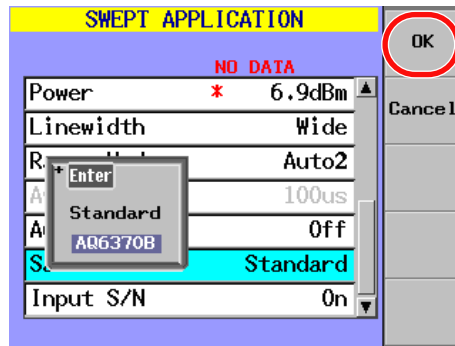 SWEPT APPLICATION
NO DATA
Power * 6.9dBm
Linewidth Wide
Auto2
100us
Off
Standard
Input S/N On
+ Enter
Standard
AQ6370B
OK
Cancel